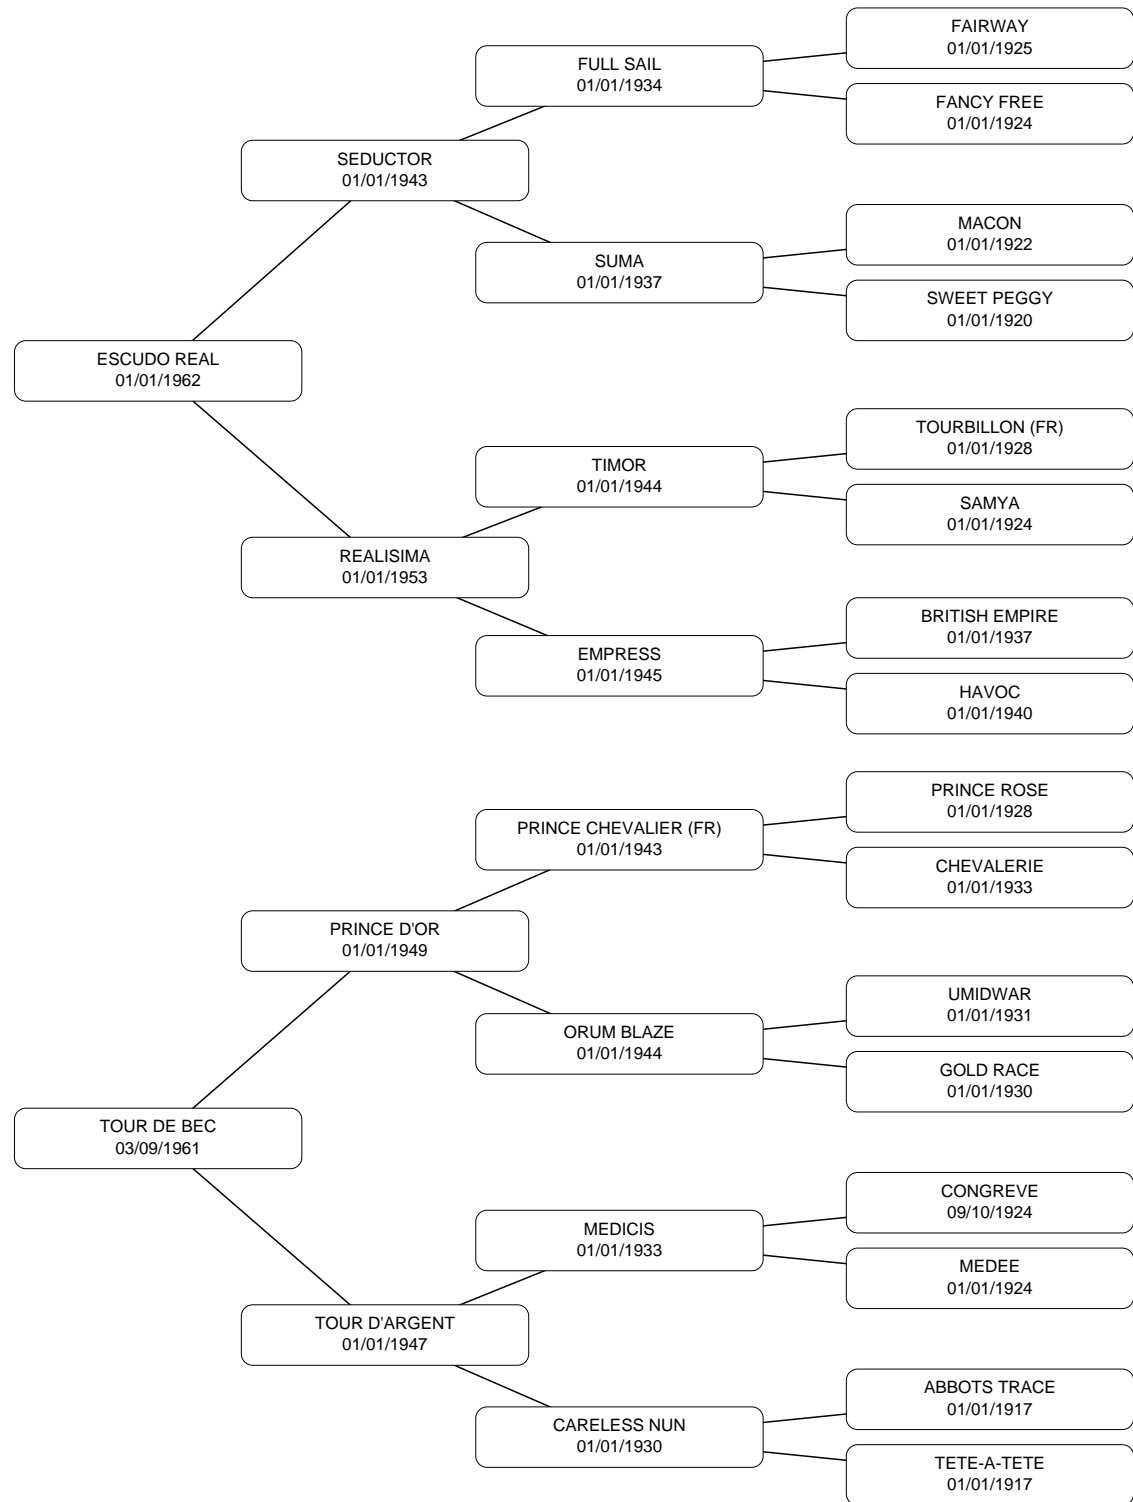 FAIRWAY
01/01/1925
FULL SAIL
01/01/1934
FANCY FREE
01/01/1924
SEDUCTOR
01/01/1943
MACON
01/01/1922
SUMA
01/01/1937
SWEET PEGGY
01/01/1920
ESCUDO REAL
01/01/1962
TOURBILLON (FR)
01/01/1928
TIMOR
01/01/1944
SAMYA
01/01/1924
REALISIMA
01/01/1953
BRITISH EMPIRE
01/01/1937
EMPRESS
01/01/1945
HAVOC
01/01/1940
PRINCE ROSE
01/01/1928
PRINCE CHEVALIER (FR)
01/01/1943
CHEVALERIE
01/01/1933
PRINCE D'OR
01/01/1949
UMIDWAR
01/01/1931
ORUM BLAZE
01/01/1944
GOLD RACE
01/01/1930
TOUR DE BEC
03/09/1961
CONGREVE
09/10/1924
MEDICIS
01/01/1933
MEDEE
01/01/1924
TOUR D'ARGENT
01/01/1947
ABBOTS TRACE
01/01/1917
CARELESS NUN
01/01/1930
TETE-A-TETE
01/01/1917